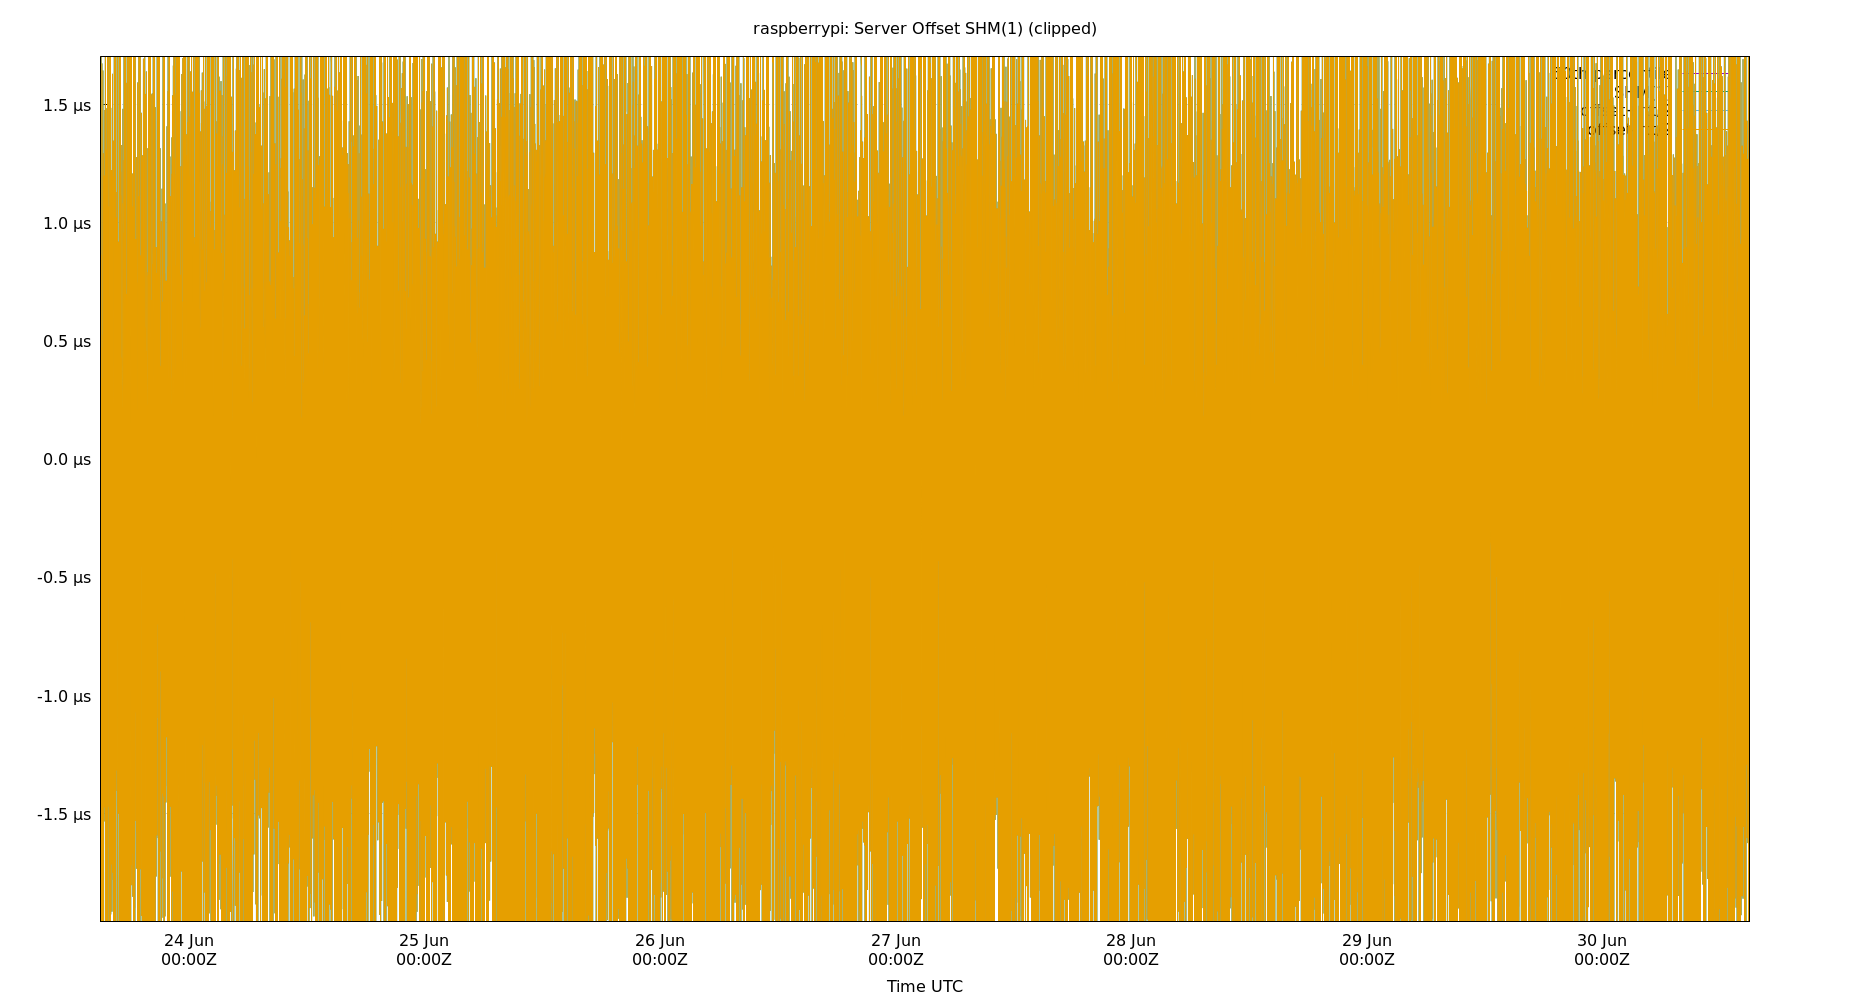 raspberrypi: Server Offset SHM(1) (clipped)
1.5 µs
1.0 µs
0.5 µs
0.0 µs
-0.5 µs
-1.0 µs
-1.5 µs
24 Jun 25 Jun 26 Jun 27 Jun 28 Jun 29 Jun 30 Jun
00:00Z 00:00Z 00:00Z 00:00Z 00:00Z 00:00Z 00:00Z
Time UTC